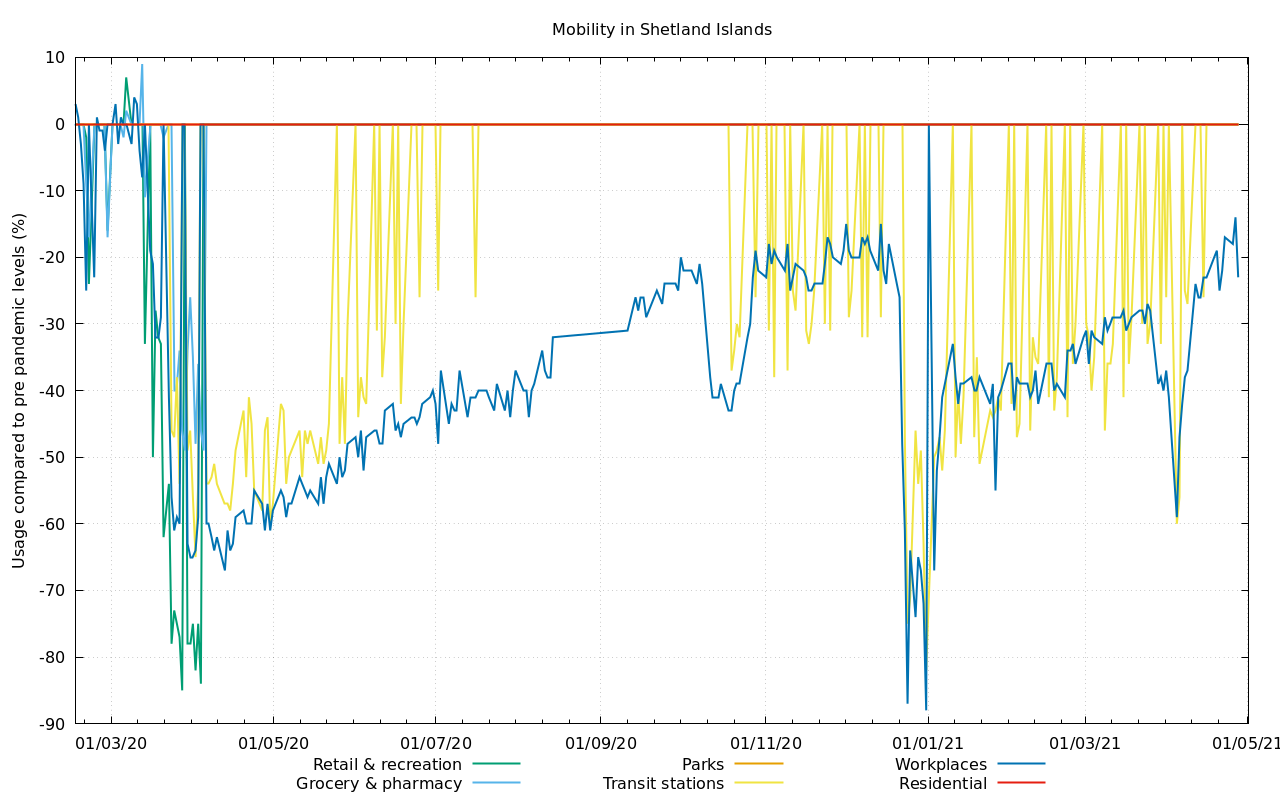 Mobility in Shetland Islands
Usage compared to pre pandemic levels (%)
10
0
-10
-20
-30
-40
-50
-60
-70
-80
-90
01/03/20 01/05/20 01/07/20 01/09/20 01/11/20 01/01/21 01/03/21 01/05/21
Retail & recreation Parks Workplaces
Grocery & pharmacy Transit stations Residential